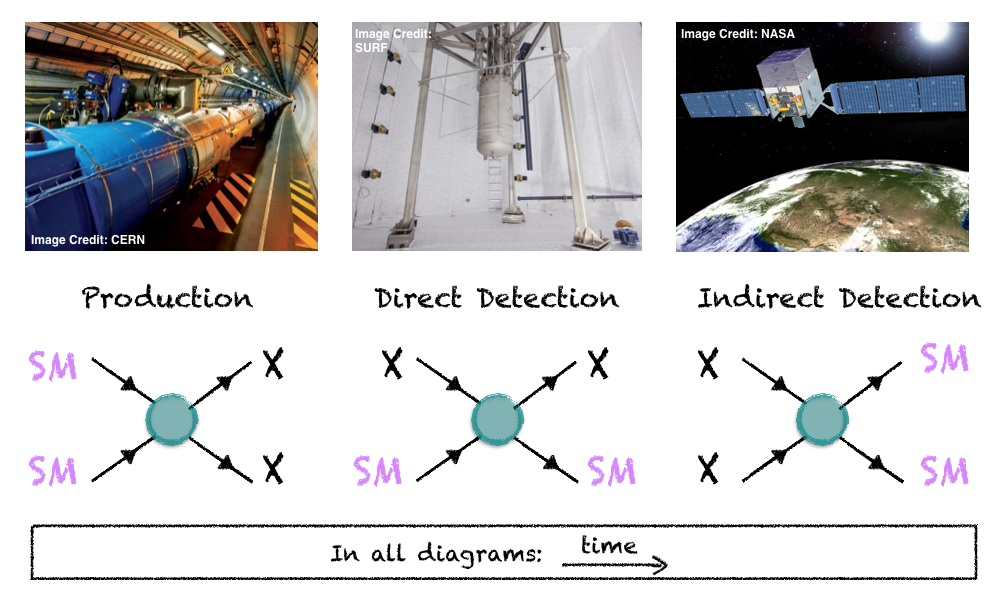 Image Credit: CERN
Image Credit:
SURF
Image Credit: NASA
Production
Direct Detection
Indirect Detection
SM
X
SM
X
X
X
SM
SM
X
SM
X
SM
In all diagrams: time